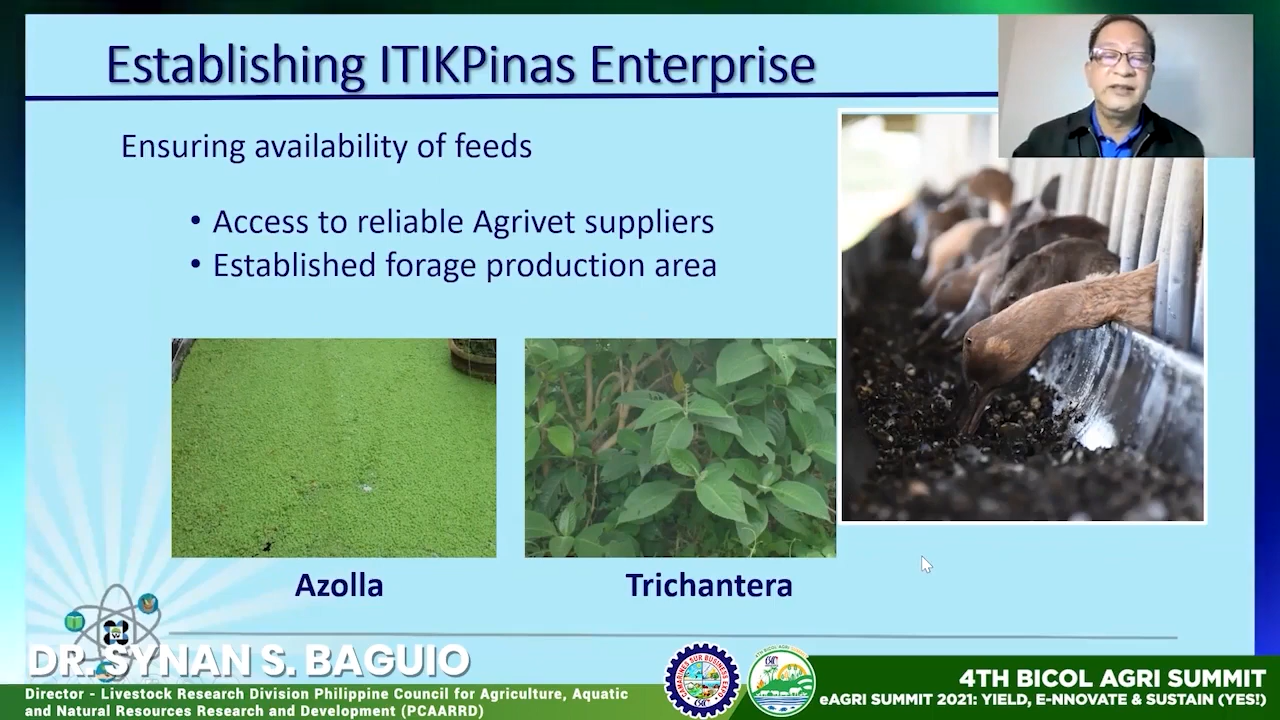 Establishing ITIKPinas Enterprise
Ensuring availability of feeds
• Access to reliable Agrivet suppliers
• Established forage production area
Azolla
Trichantera
DR. SYNAN S. BAGUIO
Director - Livestock Research Division Philippine Council for Agriculture, Aquatic
and Natural Resources Research and Development (PCAARRD)
4TH BICOL AGRI SUMMIT
eAGRI SUMMIT 2021: YIELD, E-NNOVATE & SUSTAIN (YES!)